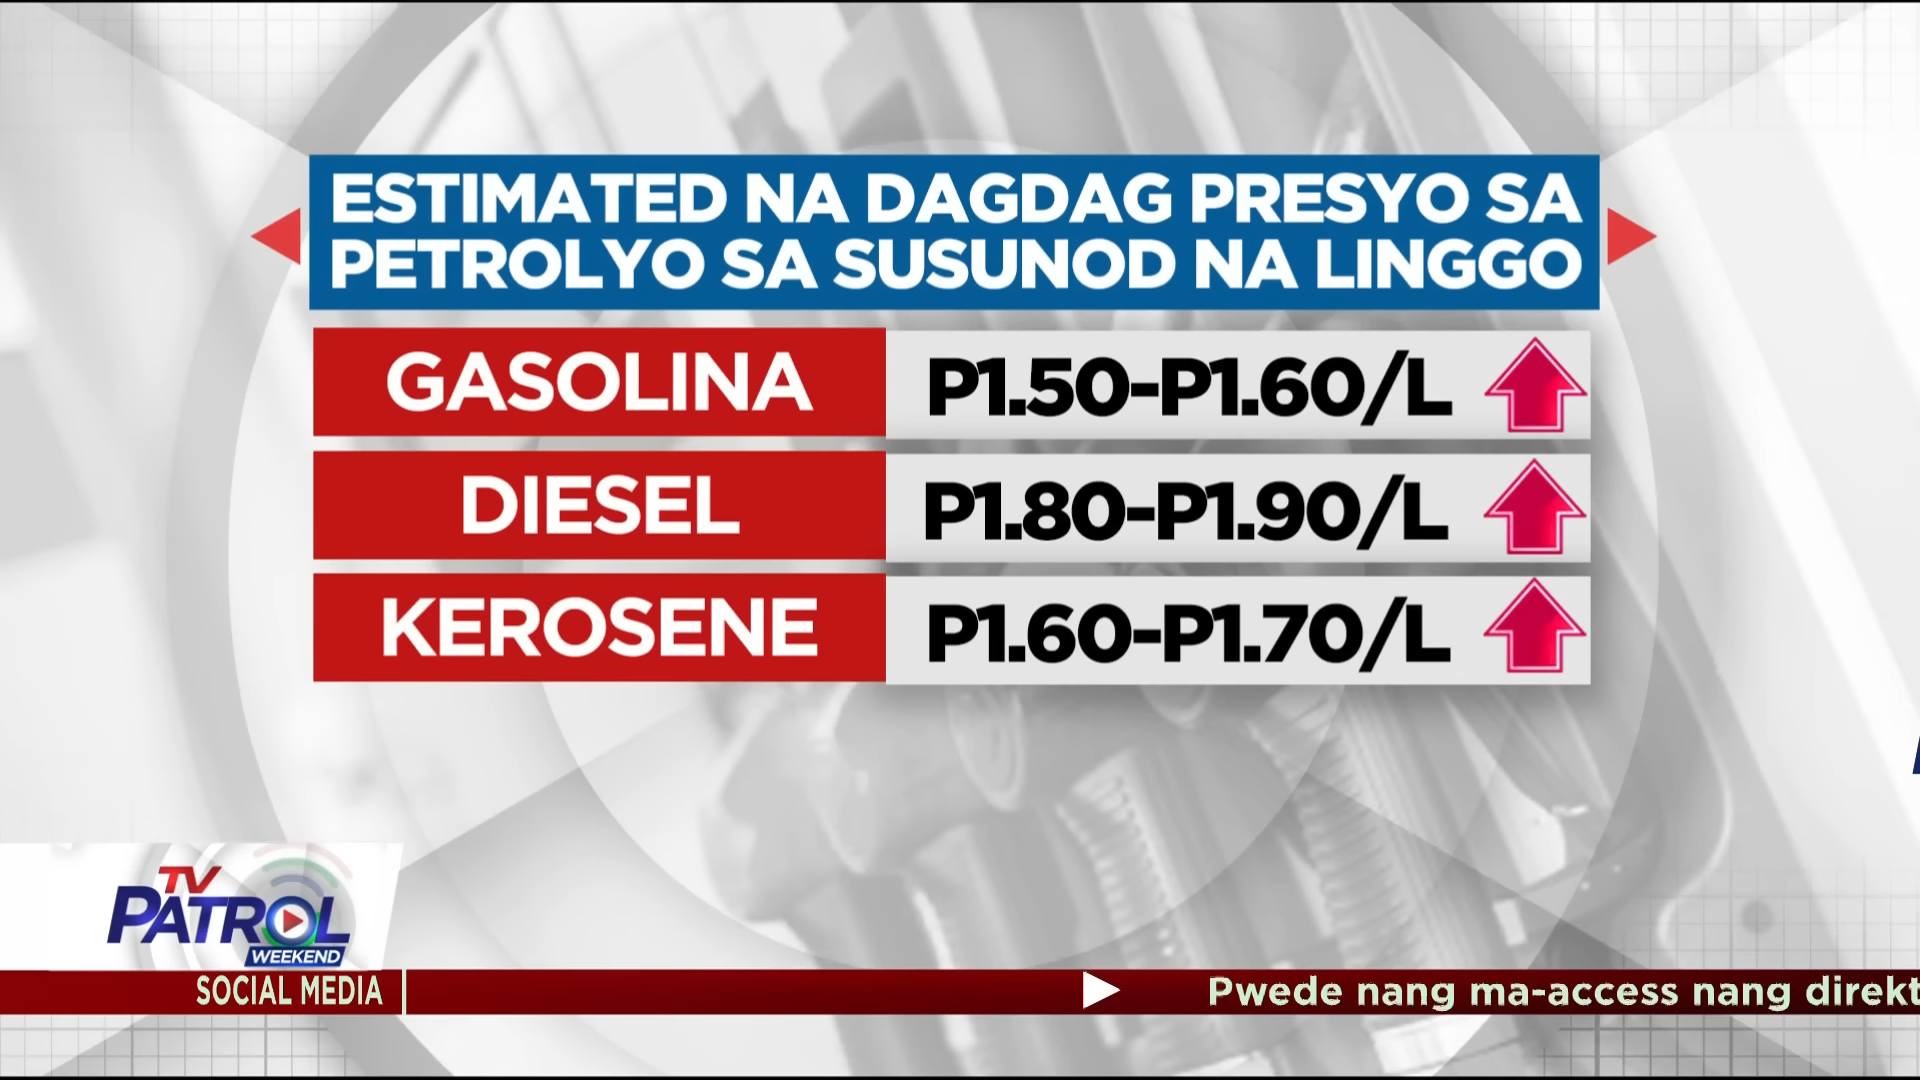 ESTIMATED NA DAGDAG PRESYO SA
PETROLYO SA SUSUNOD NA LINGGO
GASOLINA P1.50-P1.60/L
DIESEL P1.80-P1.90/L
KEROSENE P1.60-P1.70/L
TV
PATROL
WEEKEND
SOCIAL MEDIA Pwede nang ma-access nang direkt